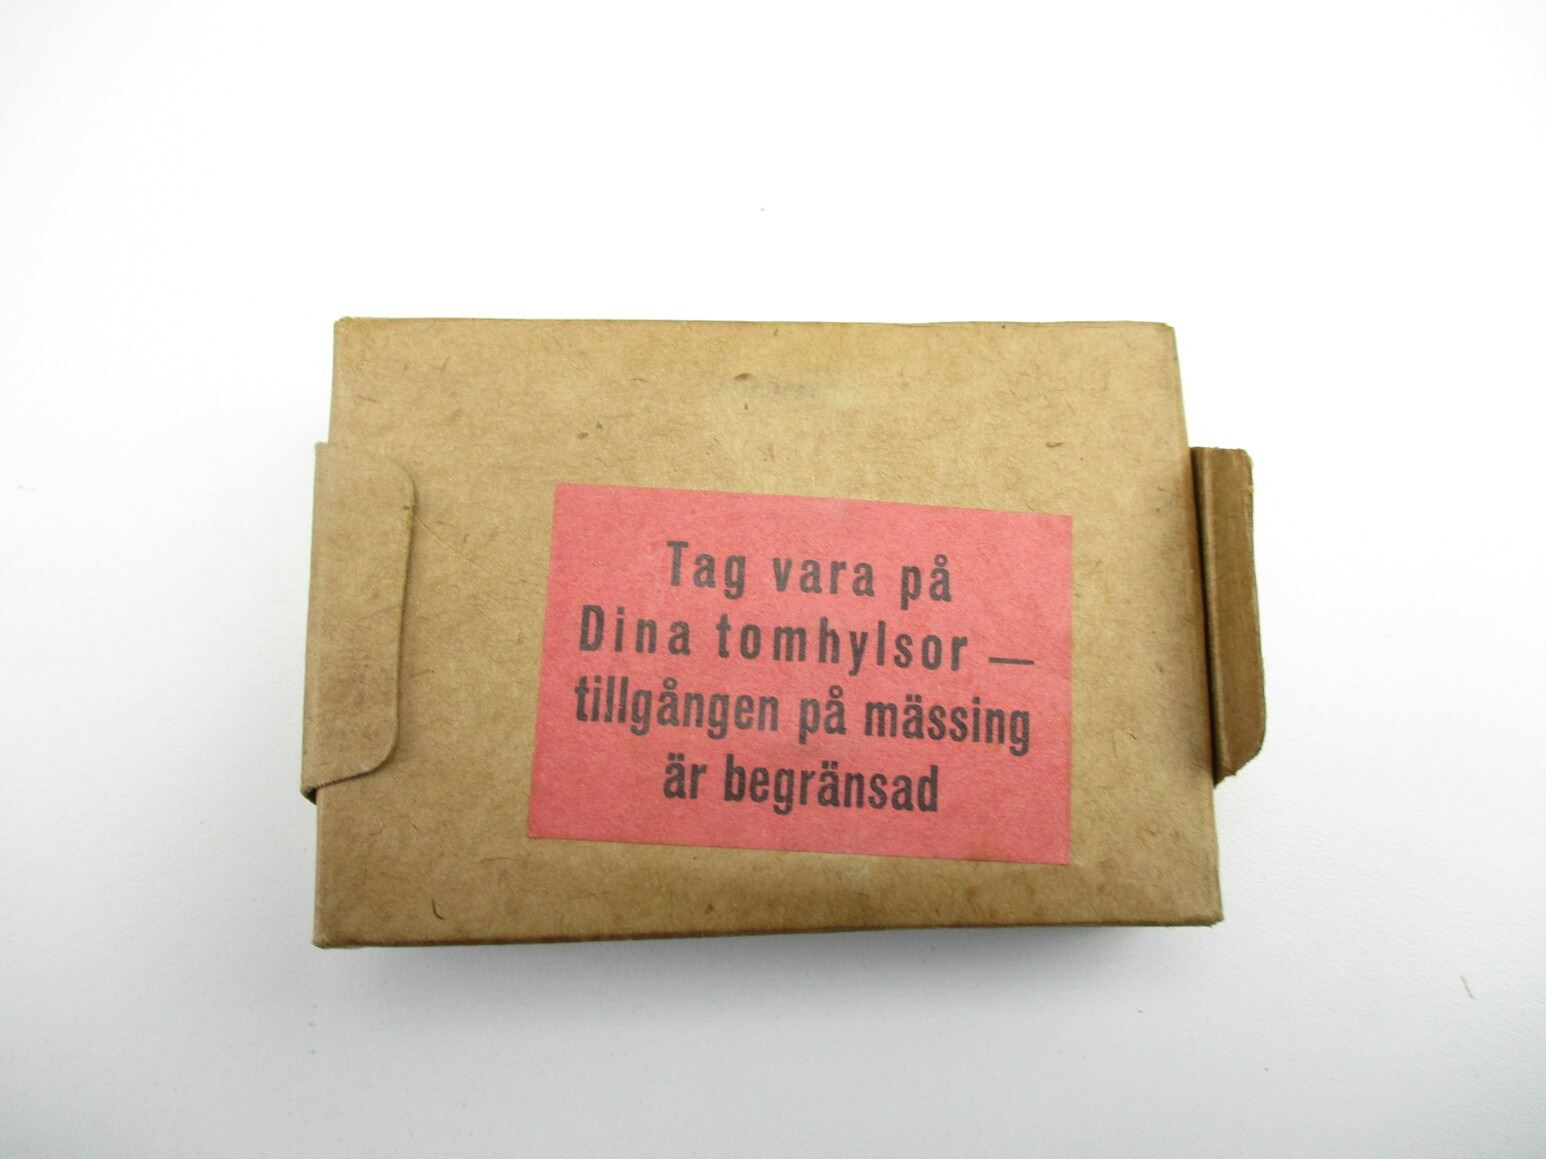 Tag vara på
Dina tomhylsor —
tillgången på mässing
är begränsad